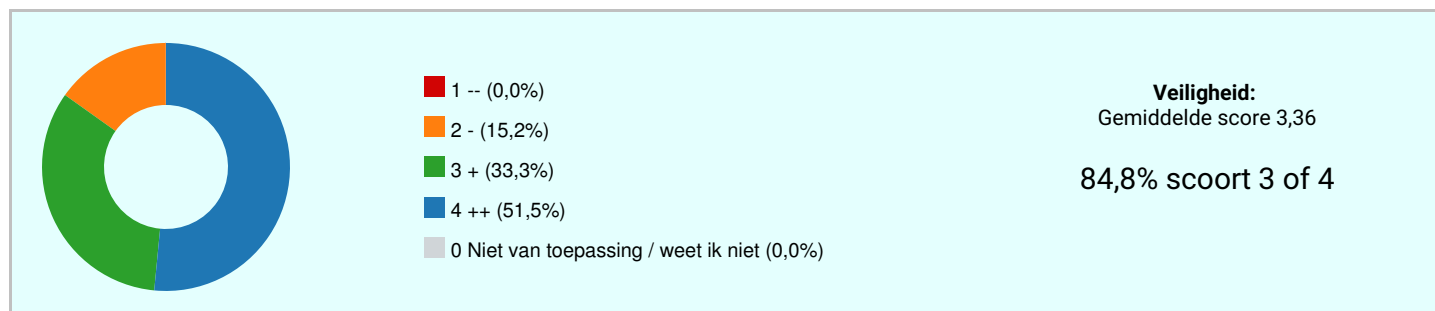 1 -- (0,0%)
2 - (15,2%)
3 + (33,3%)
4 ++ (51,5%)
0 Niet van toepassing / weet ik niet (0,0%)
Veiligheid:
Gemiddelde score 3,36
84,8% scoort 3 of 4